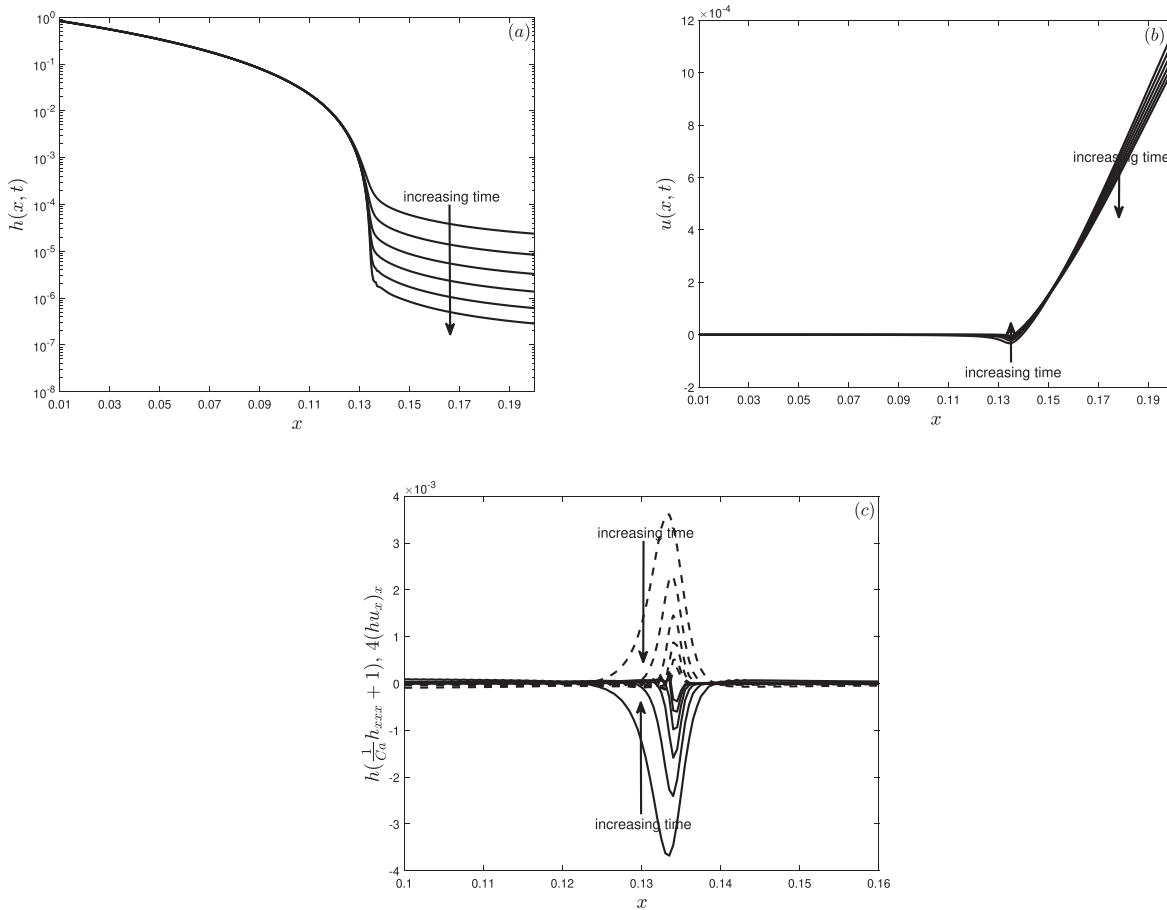 (a)
10^0
10^-1
10^-2
10^-3
10^-4
10^-5
10^-6
10^-7
10^-8
h(x, t)
increasing time
0.01 0.03 0.05 0.07 0.09 0.11 0.13 0.15 0.17 0.19
x
×10^-4
(b)
12
10
8
6
4
2
0
-2
u(x, t)
increasing time
increasing time
0.01 0.03 0.05 0.07 0.09 0.11 0.13 0.15 0.17 0.19
x
×10^-3
(c)
4
3
2
1
0
-1
-2
-3
-4
h(1/Ca h_xxx + 1), 4(hu_x)_x
increasing time
increasing time
0.1 0.11 0.12 0.13 0.14 0.15 0.16
x